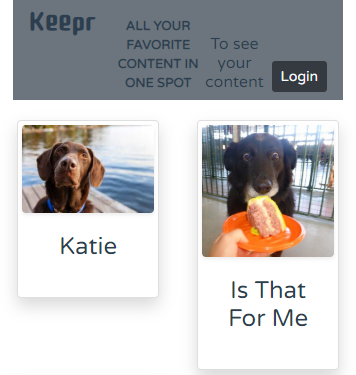 Keepr
ALL YOUR
FAVORITE
CONTENT IN
ONE SPOT
To see
your
content
Login
Katie
Is That
For Me